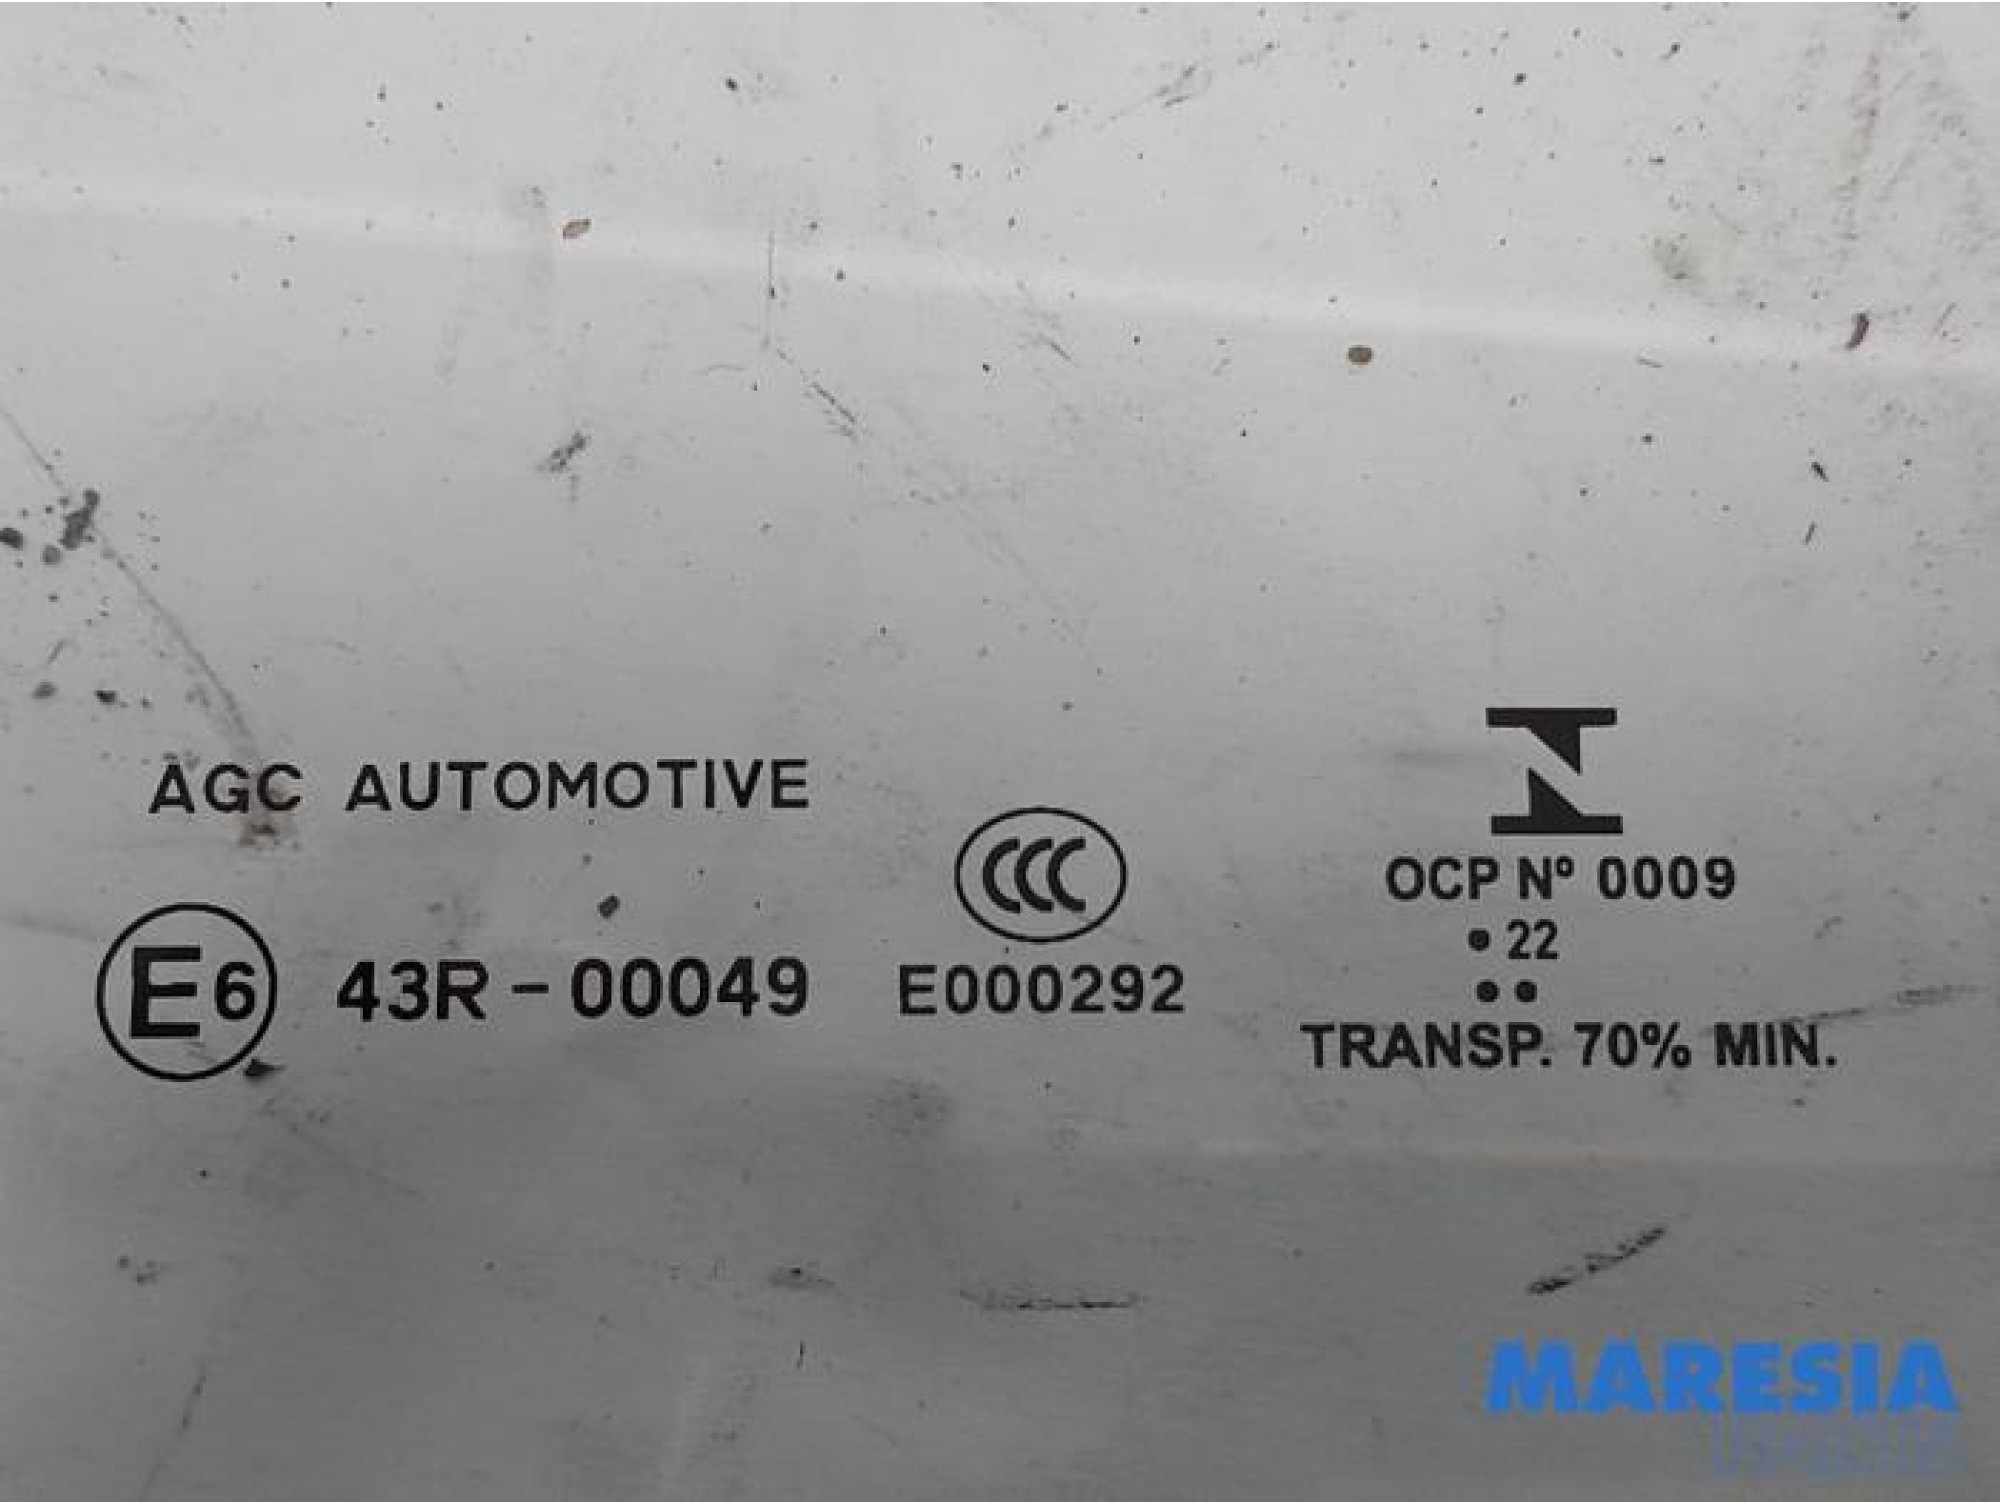 AGC AUTOMOTIVE
E6 43R-00049
CCC
E000292
OCP Nº 0009
•22
••
TRANSP. 70% MIN.
MARESIA